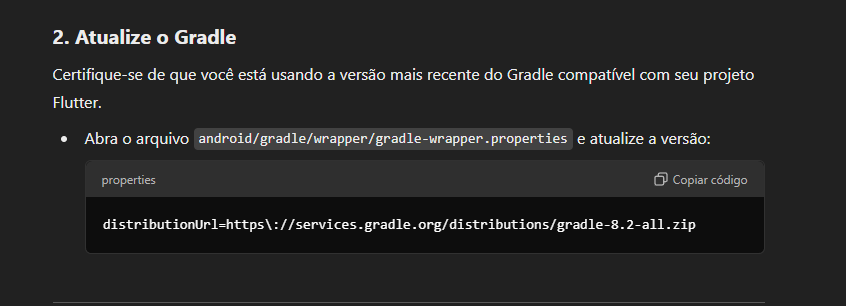 2. Atualize o Gradle
Certifique-se de que você está usando a versão mais recente do Gradle compatível com seu projeto
Flutter.
• Abra o arquivo android/gradle/wrapper/gradle-wrapper.properties e atualize a versão:
properties
Copiar código
distributionUrl=https\://services.gradle.org/distributions/gradle-8.2-all.zip